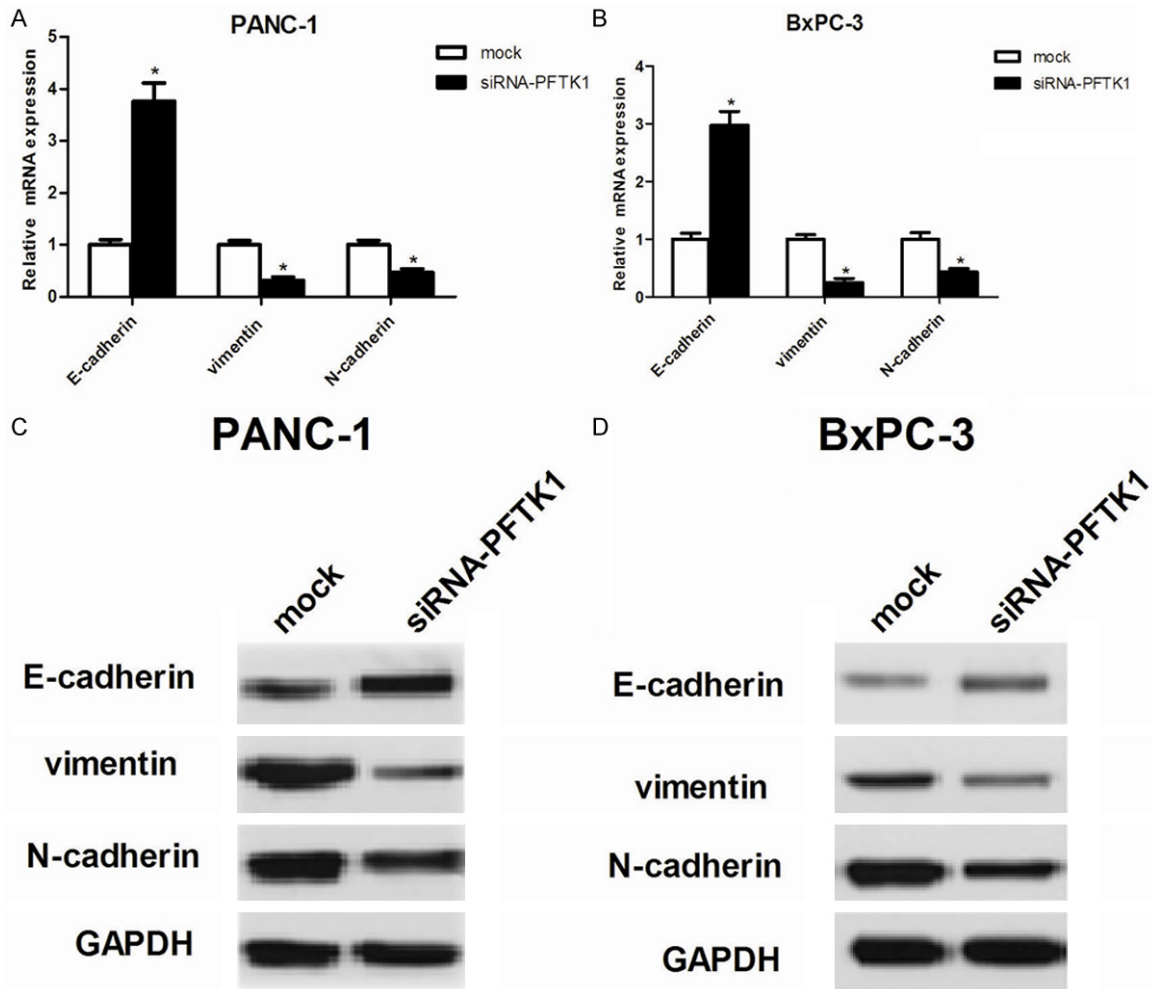 A
PANC-1
mock
siRNA-PFTK1
Relative mRNA expression
5
4
3
2
1
0
*
*
*
E-cadherin
vimentin
N-cadherin
B
BxPC-3
mock
siRNA-PFTK1
Relative mRNA expression
4
3
2
1
0
*
*
*
E-cadherin
vimentin
N-cadherin
C
PANC-1
mock
siRNA-PFTK1
E-cadherin
vimentin
N-cadherin
GAPDH
D
BxPC-3
mock
siRNA-PFTK1
E-cadherin
vimentin
N-cadherin
GAPDH